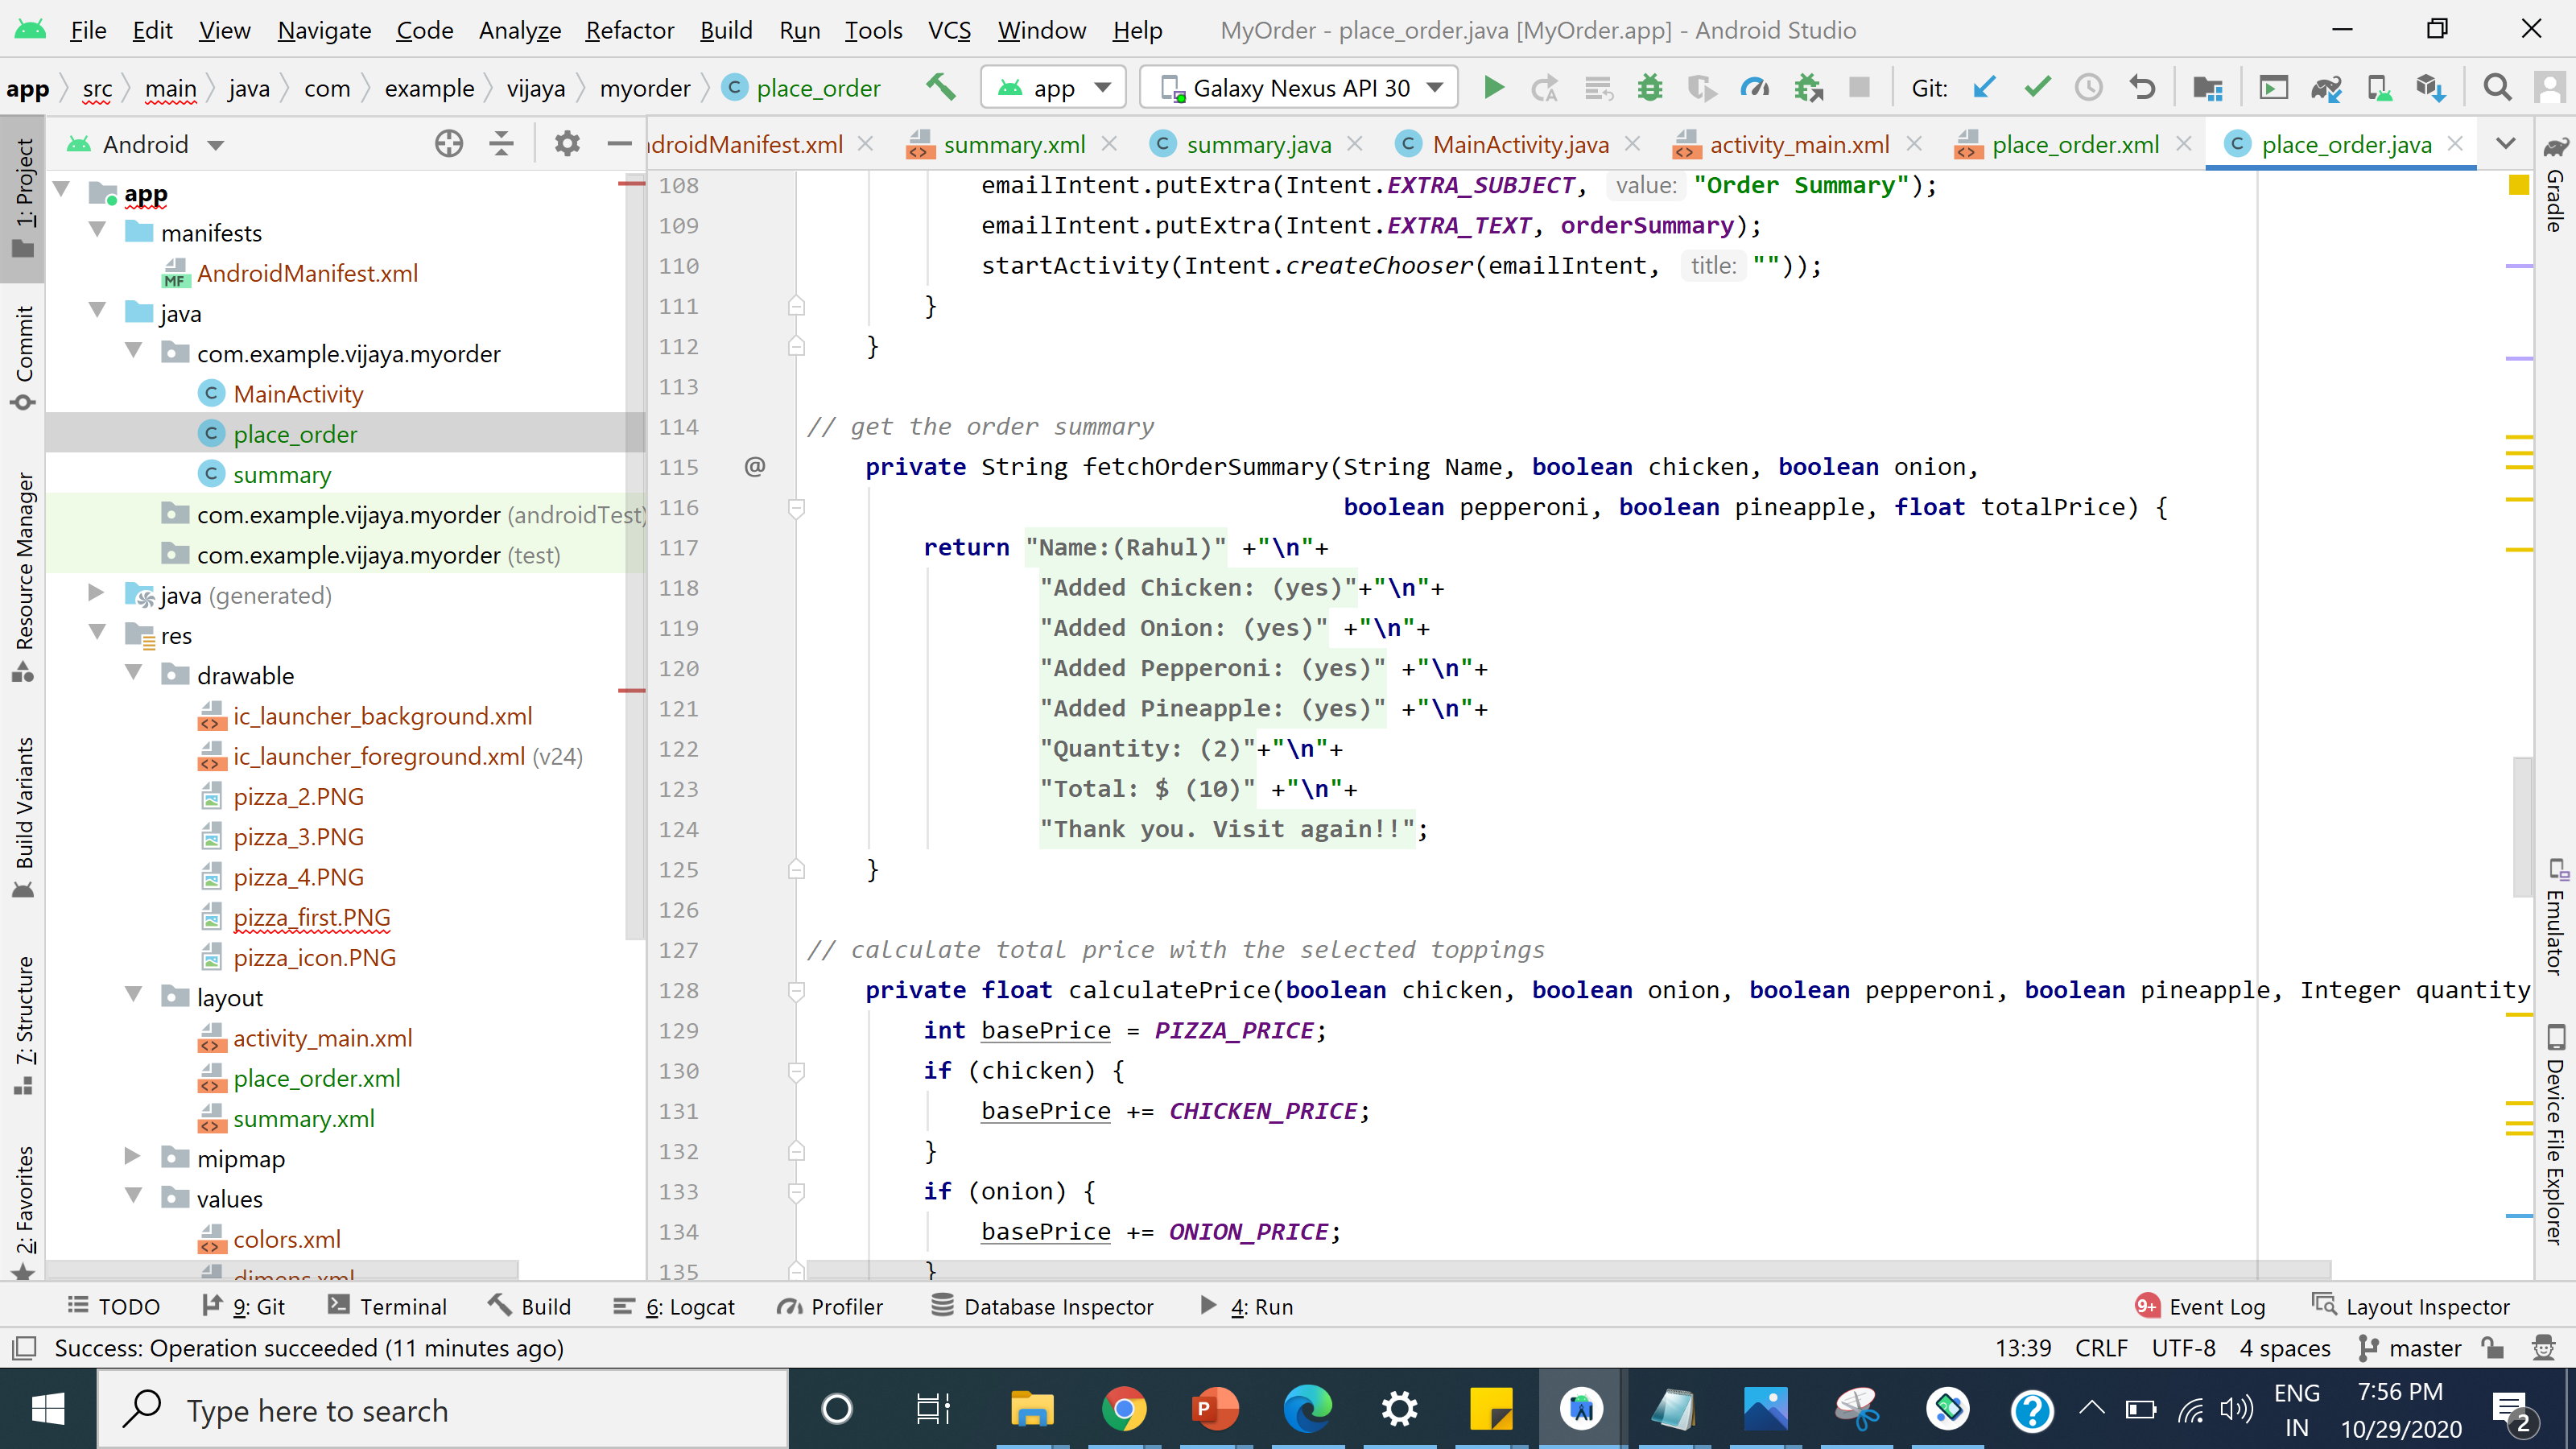 File Edit View Navigate Code Analyze Refactor Build Run Tools VCS Window Help MyOrder - place_order.java [MyOrder.app] - Android Studio
app src main java com example vijaya myorder C place_order app Galaxy Nexus API 30 Git:
1: Project
Commit
Resource Manager
Build Variants
7: Structure
2: Favorites
Android
app
manifests
MF AndroidManifest.xml
java
com.example.vijaya.myorder
C MainActivity
C place_order
C summary
com.example.vijaya.myorder (androidTest)
com.example.vijaya.myorder (test)
java (generated)
res
drawable
ic_launcher_background.xml
ic_launcher_foreground.xml (v24)
pizza_2.PNG
pizza_3.PNG
pizza_4.PNG
pizza_first.PNG
pizza_icon.PNG
layout
activity_main.xml
place_order.xml
summary.xml
mipmap
values
colors.xml
dimens.xml
ndroidManifest.xml summary.xml C summary.java C MainActivity.java activity_main.xml place_order.xml C place_order.java
108 emailIntent.putExtra(Intent.EXTRA_SUBJECT, value: "Order Summary");
109 emailIntent.putExtra(Intent.EXTRA_TEXT, orderSummary);
110 startActivity(Intent.createChooser(emailIntent, title: ""));
111 }
112 }
113
114 // get the order summary
115 @ private String fetchOrderSummary(String Name, boolean chicken, boolean onion,
116 boolean pepperoni, boolean pineapple, float totalPrice) {
117 return "Name:(Rahul)" +"\n"+
118 "Added Chicken: (yes)"+"\n"+
119 "Added Onion: (yes)" +"\n"+
120 "Added Pepperoni: (yes)" +"\n"+
121 "Added Pineapple: (yes)" +"\n"+
122 "Quantity: (2)"+"\n"+
123 "Total: $ (10)" +"\n"+
124 "Thank you. Visit again!!";
125 }
126
127 // calculate total price with the selected toppings
128 private float calculatePrice(boolean chicken, boolean onion, boolean pepperoni, boolean pineapple, Integer quantity
129 int basePrice = PIZZA_PRICE;
130 if (chicken) {
131 basePrice += CHICKEN_PRICE;
132 }
133 if (onion) {
134 basePrice += ONION_PRICE;
135 }
Gradle
Emulator
Device File Explorer
TODO 9: Git Terminal Build 6: Logcat Profiler Database Inspector 4: Run 9+ Event Log Layout Inspector
Success: Operation succeeded (11 minutes ago) 13:39 CRLF UTF-8 4 spaces master
Type here to search
ENG
IN
7:56 PM
10/29/2020
2